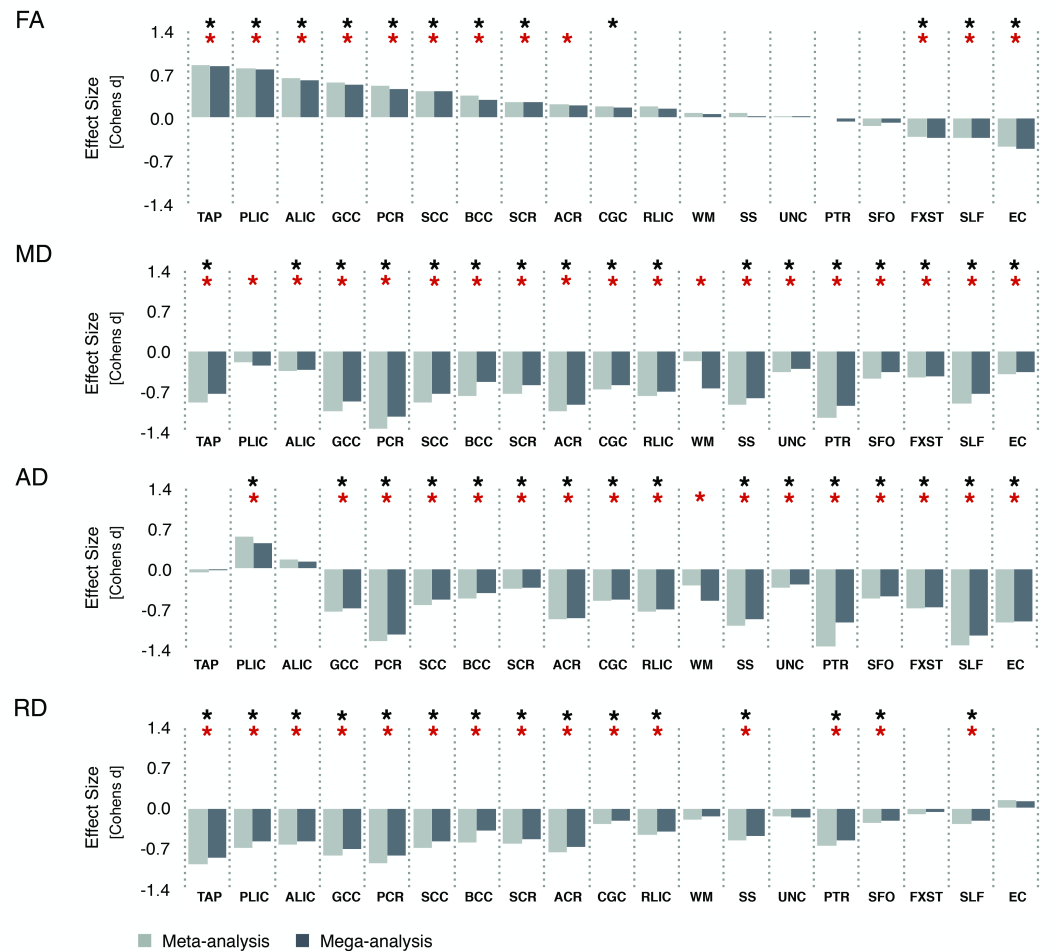 FA
* * * * * * * * * * * *
* * * * * * * * * * * *
Effect Size
[Cohens d]
1.4
0.7
0.0
-0.7
-1.4
TAP PLIC ALIC GCC PCR SCC BCC SCR ACR CGC RLIC WM SS UNC PTR SFO FXST SLF EC
MD
* * * * * * * * * * * * * * * * *
* * * * * * * * * * * * * * * * * * *
Effect Size
[Cohens d]
1.4
0.7
0.0
-0.7
-1.4
TAP PLIC ALIC GCC PCR SCC BCC SCR ACR CGC RLIC WM SS UNC PTR SFO FXST SLF EC
AD
* * * * * * * * * * * * * * * *
* * * * * * * * * * * * * * * * *
Effect Size
[Cohens d]
1.4
0.7
0.0
-0.7
-1.4
TAP PLIC ALIC GCC PCR SCC BCC SCR ACR CGC RLIC WM SS UNC PTR SFO FXST SLF EC
RD
* * * * * * * * * * * * * * *
* * * * * * * * * * * * * * *
Effect Size
[Cohens d]
1.4
0.7
0.0
-0.7
-1.4
TAP PLIC ALIC GCC PCR SCC BCC SCR ACR CGC RLIC WM SS UNC PTR SFO FXST SLF EC
Meta-analysis Mega-analysis